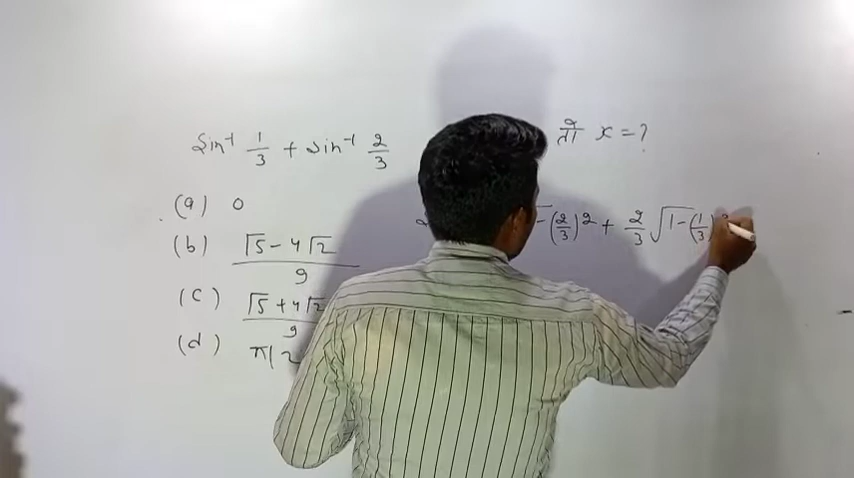 Sin⁻¹ 1/3 + sin⁻¹ 2/3 है तो x = ?
(a) 0
(2/3)² + 2/3 √1-(1/3)²
(b) √5 - 4√2 / 9
(c) √5 + 4√2 / 9
(d) π/2